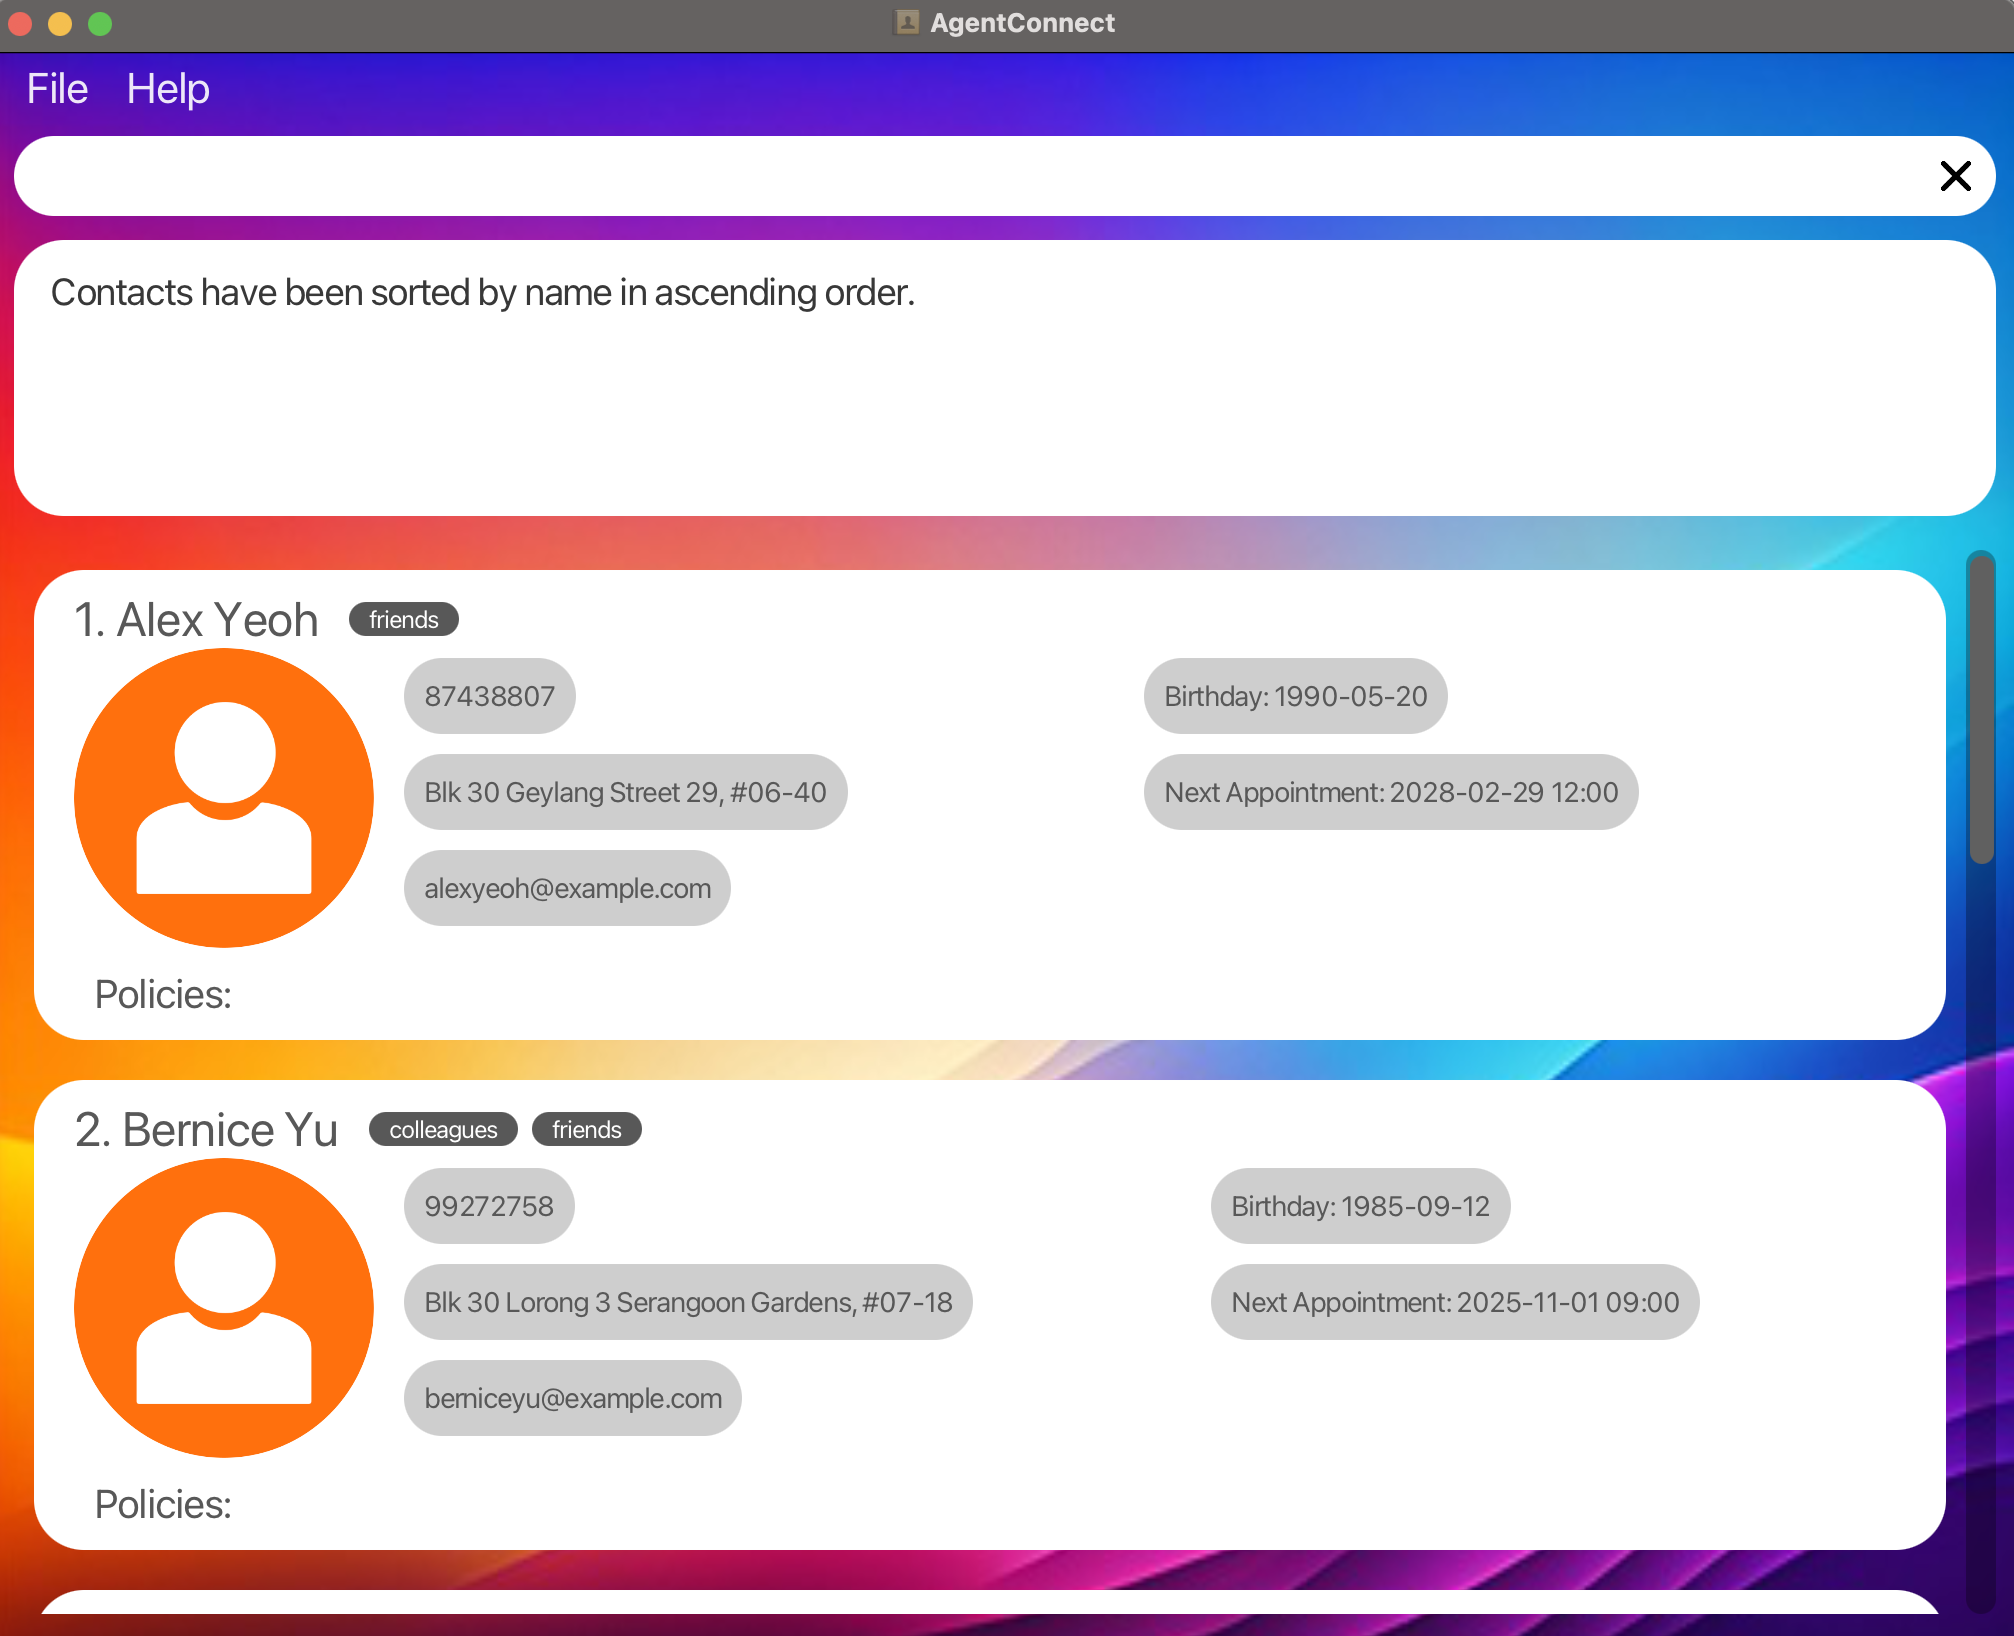 AgentConnect
File Help
Contacts have been sorted by name in ascending order.
1. Alex Yeoh friends
87438807 Birthday: 1990-05-20
Blk 30 Geylang Street 29, #06-40 Next Appointment: 2028-02-29 12:00
alexyeoh@example.com
Policies:
2. Bernice Yu colleagues friends
99272758 Birthday: 1985-09-12
Blk 30 Lorong 3 Serangoon Gardens, #07-18 Next Appointment: 2025-11-01 09:00
berniceyu@example.com
Policies: